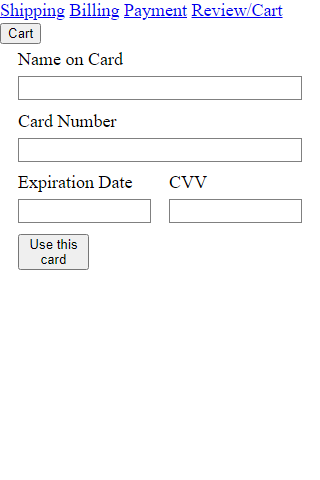 Shipping Billing Payment Review/Cart
Cart
Name on Card
Card Number
Expiration Date CVV
Use this
card